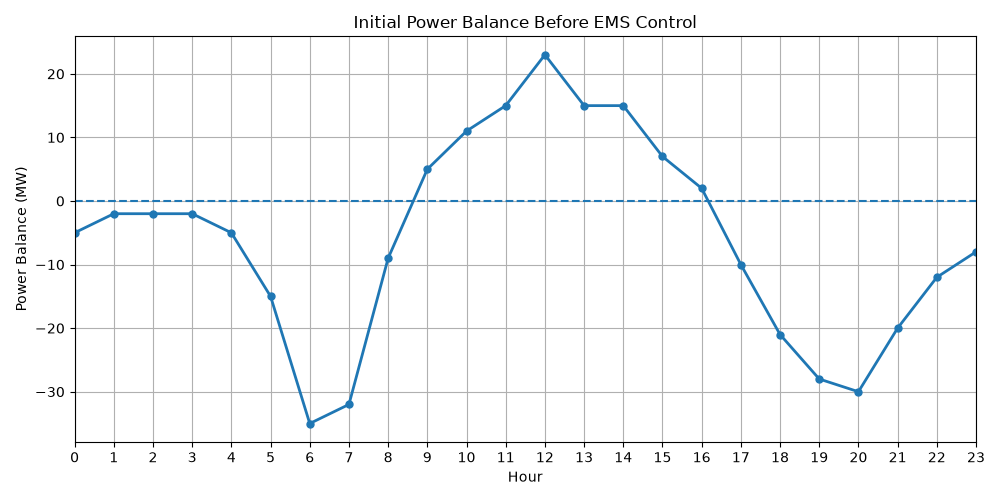 Initial Power Balance Before EMS Control
Power Balance (MW)
20
10
0
−10
−20
−30
0 1 2 3 4 5 6 7 8 9 10 11 12 13 14 15 16 17 18 19 20 21 22 23
Hour